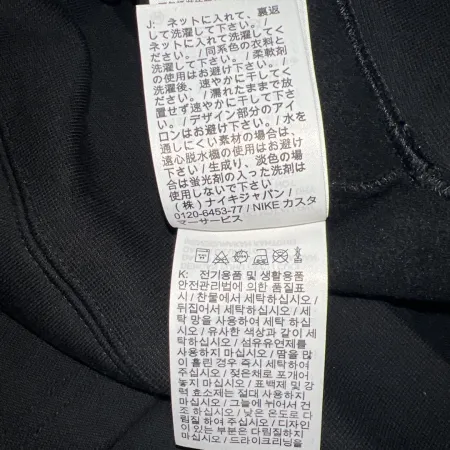 J: ネットに入れて、裏返
して洗濯して下さい。/
ネットに入れて洗濯してく
ださい。/同系色の衣料と
洗濯して下さい。/柔軟剤
の使用はお避け下さい。/
洗濯後、速やかに干してく
ださい。/濡れたままで放
置せず速やかに干して下さ
い。/デザイン部分のアイ
ロンはお避け下さい。/水を
通しにくい素材の場合は、
遠心脱水機の使用はお避け
下さい/生成り、淡色の場
合は蛍光剤の入った洗剤は
使用しないで下さい
(株)ナイキジャパン/
0120-6453-77 / NIKE カスタ
マーサービス
K: 전기용품 및 생활용품
안전관리법에 의한 품질표
시 / 찬물에서 세탁하십시오 /
뒤집어서 세탁하십시오 / 세
탁 망을 사용하여 세탁 하십
시오 / 유사한 색상과 같이 세
탁하십시오 / 섬유유연제를
사용하지 마십시오 / 땀을 많
이 흘린 경우 즉시 세탁하여
주십시오 / 젖은채로 포개어
놓지 마십시오 / 표백제 및 강
력 효소제는 절대 사용하지
마십시오 / 그늘에 뉘어서 건
조 하십시오 / 낮은 온도로 다
림질 하여 주십시오 / 디자인
이 있는 부분은 다림질하지
마십시오 / 드라이크리닝을